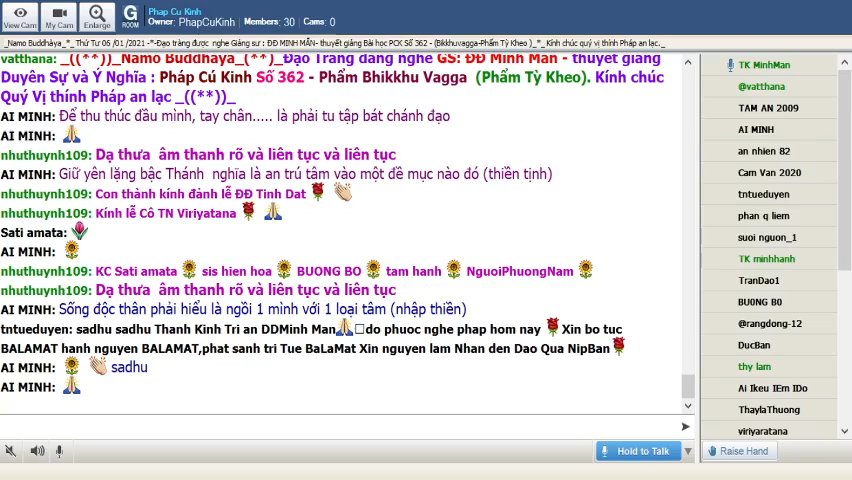 View Cam
My Cam
Enlarge
G
ROOM
Phap Cu Kinh
Owner: PhapCuKinh Members: 30 Cams: 0
_Namo Buddhàya_*_ Thứ Tư 06 /01 /2021 -*-Đạo tràng được nghe Giảng sư : ĐĐ MINH MẪN- thuyết giảng Bài học PCK Số 362 - (Bikkhuvagga-Phẩm Tỳ Kheo )_*_ Kính chúc quý vị thính Pháp an lạc._
vatthana: _((**))_Namo Buddhaya_(**)_Đạo Tràng đang nghe GS: ĐĐ Minh Mẫn - thuyết giảng
Duyên Sự và Ý Nghĩa : Pháp Cú Kinh Số 362 - Phẩm Bhikkhu Vagga (Phẩm Tỳ Kheo). Kính chúc
Quý Vị thính Pháp an lạc _((**))_
AI MINH: Để thu thúc đầu mình, tay chân..... là phải tu tập bát chánh đạo
AI MINH: 🙏
nhuthuynh109: Dạ thưa âm thanh rõ và liên tục và liên tục
AI MINH: Giữ yên lặng bậc Thánh nghĩa là an trú tâm vào một đề mục nào đó (thiền tịnh)
nhuthuynh109: Con thành kính đảnh lễ ĐĐ Tinh Dat 🌹 👏
nhuthuynh109: Kính lễ Cô TN Viriyatana 🌹 🙏
Sati amata: 🌷
AI MINH: 🌻
nhuthuynh109: KC Sati amata 🌻 sis hien hoa 🌻 BUONG BO 🌻 tam hanh 🌻 NguoiPhuongNam 🌻
nhuthuynh109: Dạ thưa âm thanh rõ và liên tục và liên tục
AI MINH: Sống độc thân phải hiểu là ngồi 1 mình với 1 loại tâm (nhập thiền)
tntueduyen: sadhu sadhu Thanh Kinh Tri an DDMinh Man🙏□do phuoc nghe phap hom nay 🌹Xin bo tuc
BALAMAT hanh nguyen BALAMAT,phat sanh tri Tue BaLaMat Xin nguyen lam Nhan den Dao Qua NipBan🌹
AI MINH: 🌻 👏 sadhu
AI MINH: 🙏
Hold to Talk
TK MinhMan
@vatthana
TAM AN 2009
AI MINH
an nhien 82
Cam Van 2020
tntueduyen
phan q liem
suoi nguon_1
TK minhhanh
TranDao1
BU0NG B0
@rangdong-12
DucBan
thy lam
Ai Ikeu IErn IDo
ThaylaThuong
viriyaratana
Raise Hand